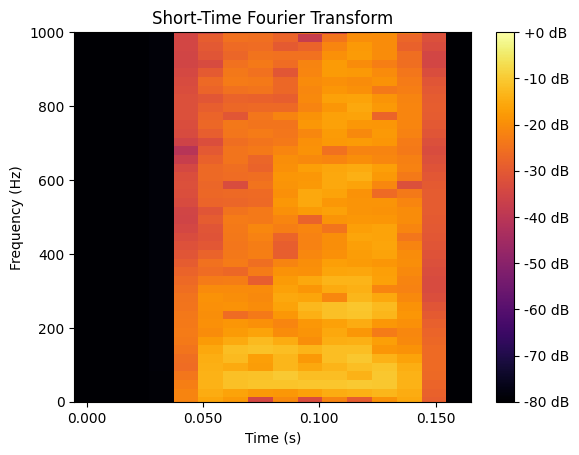 Short-Time Fourier Transform
1000
800
600
400
200
0
Frequency (Hz)
0.000
0.050
0.100
0.150
Time (s)
+0 dB
-10 dB
-20 dB
-30 dB
-40 dB
-50 dB
-60 dB
-70 dB
-80 dB